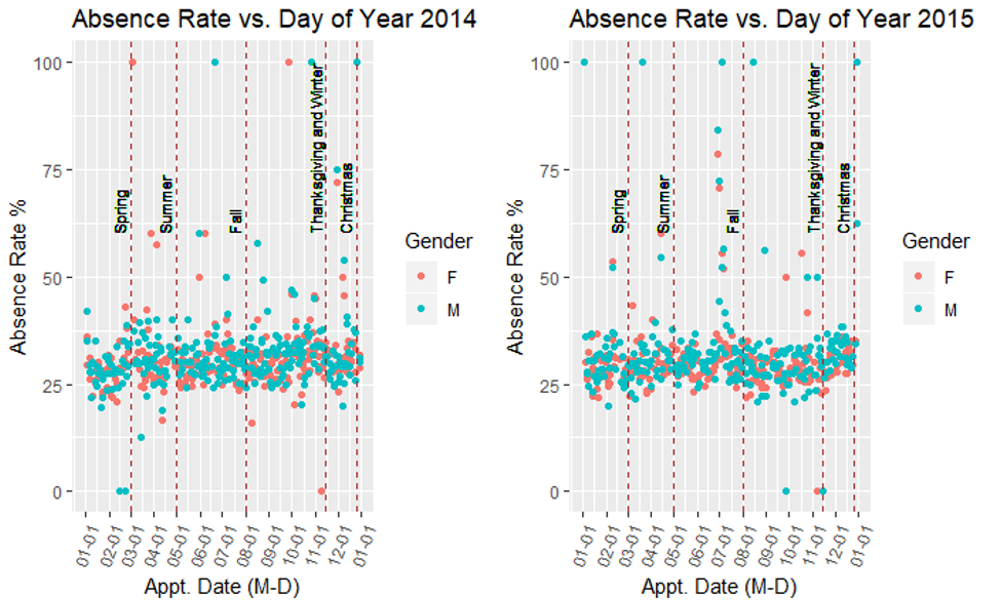 Absence Rate vs. Day of Year 2014
Absence Rate %
100
75
50
25
0
Spring
Summer
Fall
Thanksgiving and Winter
Christmas
01-01
02-01
03-01
04-01
05-01
06-01
07-01
08-01
09-01
10-01
11-01
12-01
01-01
Appt. Date (M-D)
Gender
F
M
Absence Rate vs. Day of Year 2015
Absence Rate %
100
75
50
25
0
Spring
Summer
Fall
Thanksgiving and Winter
Christmas
01-01
02-01
03-01
04-01
05-01
06-01
07-01
08-01
09-01
10-01
11-01
12-01
01-01
Appt. Date (M-D)
Gender
F
M